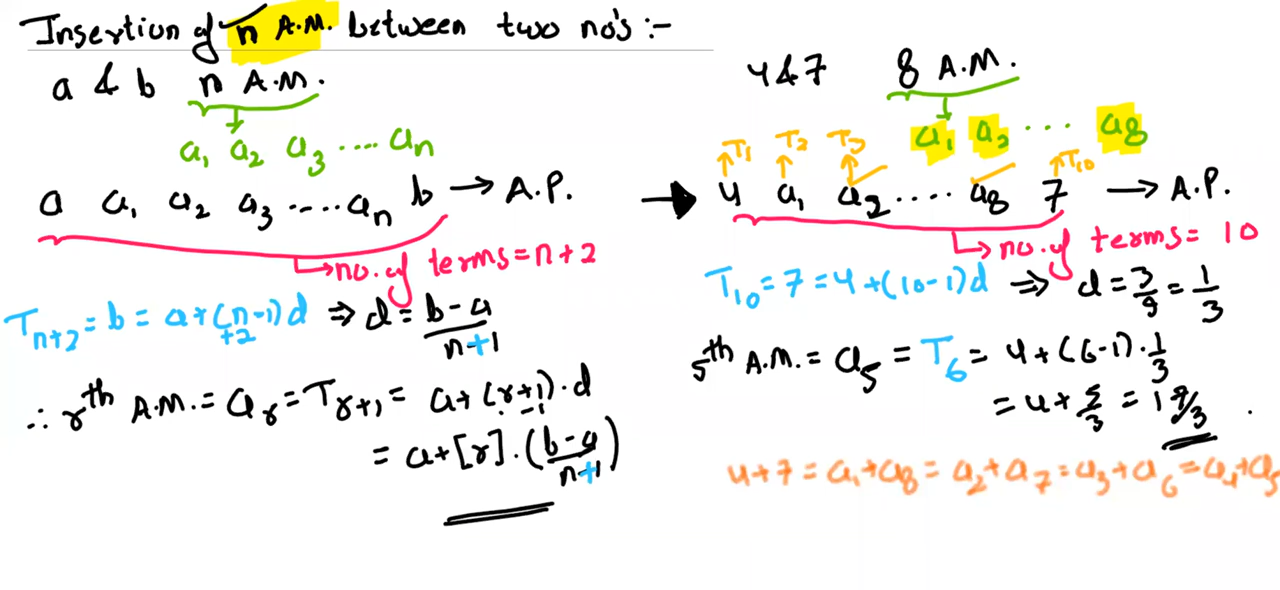 Insertion of n A.M. between two no's :-
a & b n A.M.
a₁ a₂ a₃ .... aₙ
a a₁ a₂ a₃ ..... aₙ b → A.P.
→ no. of terms = n+2
Tₙ₊₂ = b = a + (n-1)d ⇒ d = (b-a)/(n+1)
+2
∴ rᵗʰ A.M. = aᵣ = Tᵣ₊₁ = a + (r+1)·d
-1
= a + [r]·((b-a)/(n+1))
4 & 7 8 A.M.
a₁ a₂ ... a8
T₁ T₂ T₃ T₁₀
→ 4 a₁ a₂ .... a8 7 → A.P.
→ no. of terms = 10
T₁₀ = 7 = 4 + (10-1)d ⇒ d = 3/9 = 1/3
5ᵗʰ A.M. = a₅ = T₆ = 4 + (6-1)·1/3
= 4 + 5/3 = 17/3
4+7 = a₁+a8 = a₂+a₇ = a₃+a₆ = a₄+a₅